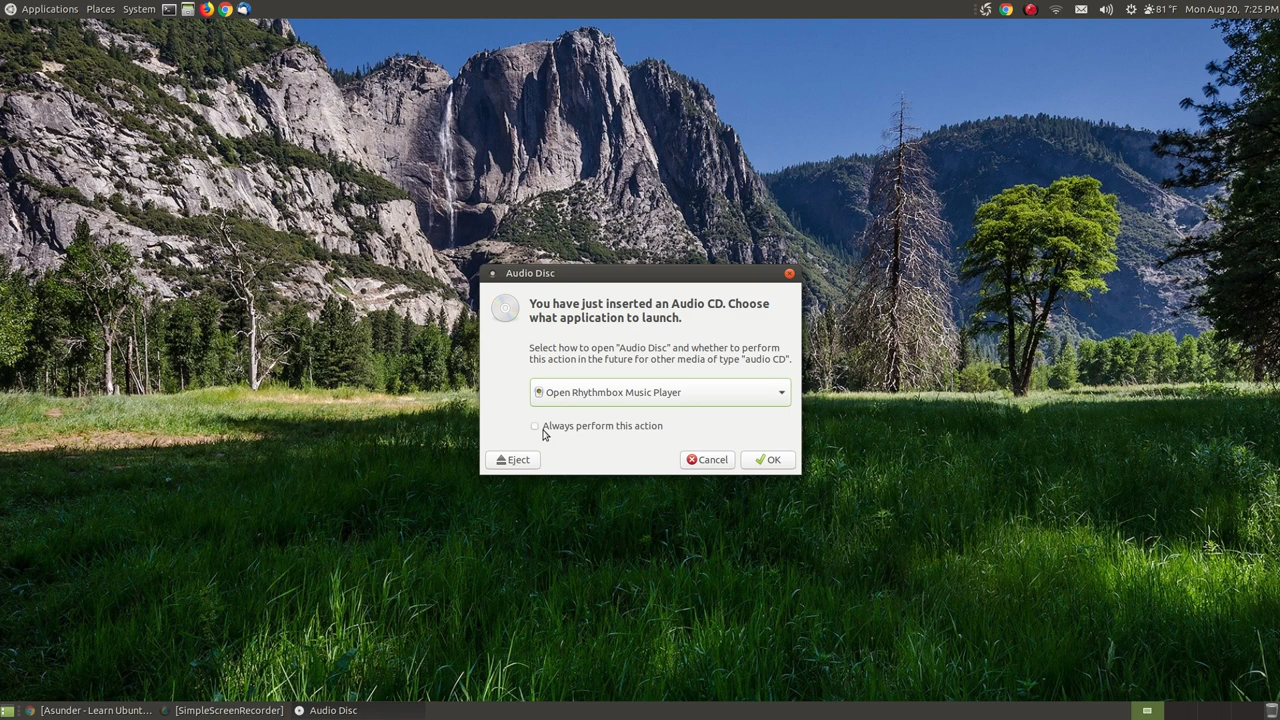 Applications Places System
81 °F Mon Aug 20, 7:25 PM
Audio Disc
You have just inserted an Audio CD. Choose
what application to launch.
Select how to open "Audio Disc" and whether to perform
this action in the future for other media of type "audio CD".
Open Rhythmbox Music Player
Always perform this action
Eject Cancel OK
[Asunder - Learn Ubunt... [SimpleScreenRecorder] Audio Disc